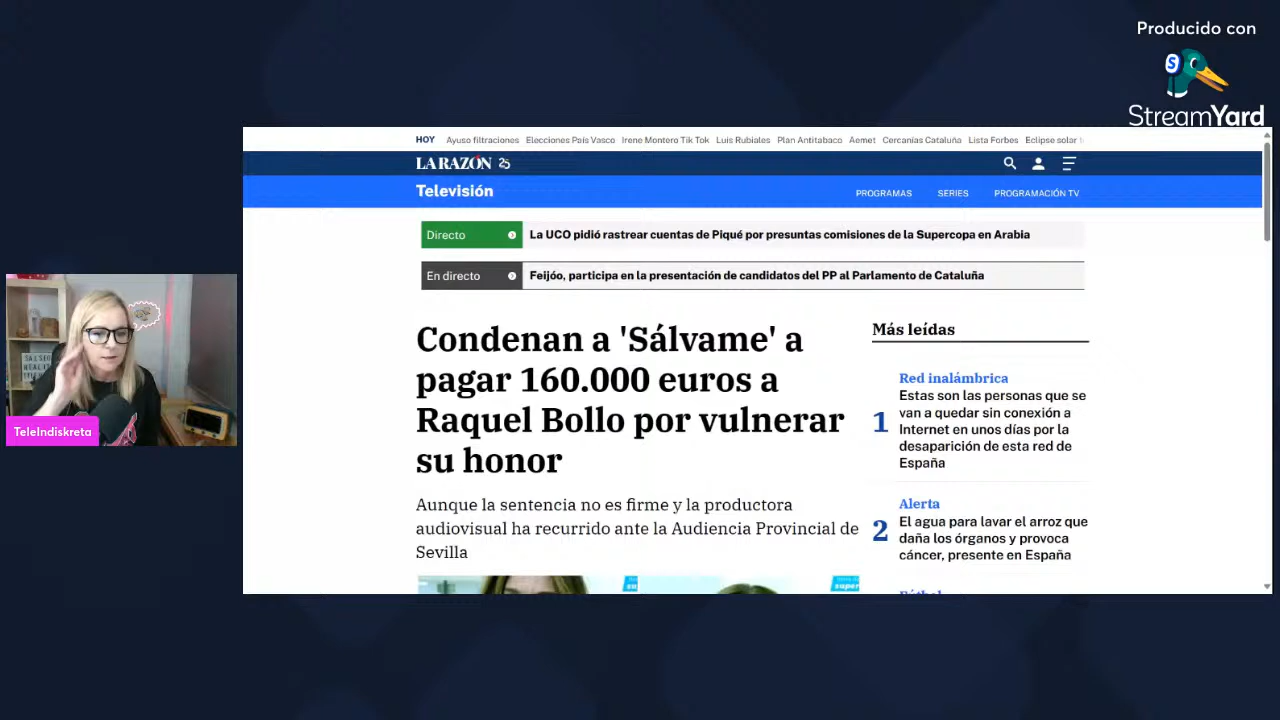 Producido con
StreamYard
HOY Ayuso filtraciones Elecciones País Vasco Irene Montero Tik Tok Luis Rubiales Plan Antitabaco Aemet Cercanías Cataluña Lista Forbes Eclipse solar
LA RAZÓN 25
Televisión
PROGRAMAS SERIES PROGRAMACIÓN TV
Directo La UCO pidió rastrear cuentas de Piqué por presuntas comisiones de la Supercopa en Arabia
En directo Feijóo, participa en la presentación de candidatos del PP al Parlamento de Cataluña
Condenan a 'Sálvame' a
pagar 160.000 euros a
Raquel Bollo por vulnerar
su honor
Aunque la sentencia no es firme y la productora
audiovisual ha recurrido ante la Audiencia Provincial de
Sevilla
Más leídas
Red inalámbrica
1 Estas son las personas que se
van a quedar sin conexión a
Internet en unos días por la
desaparición de esta red de
España
Alerta
2 El agua para lavar el arroz que
daña los órganos y provoca
cáncer, presente en España
TeleIndiskreta